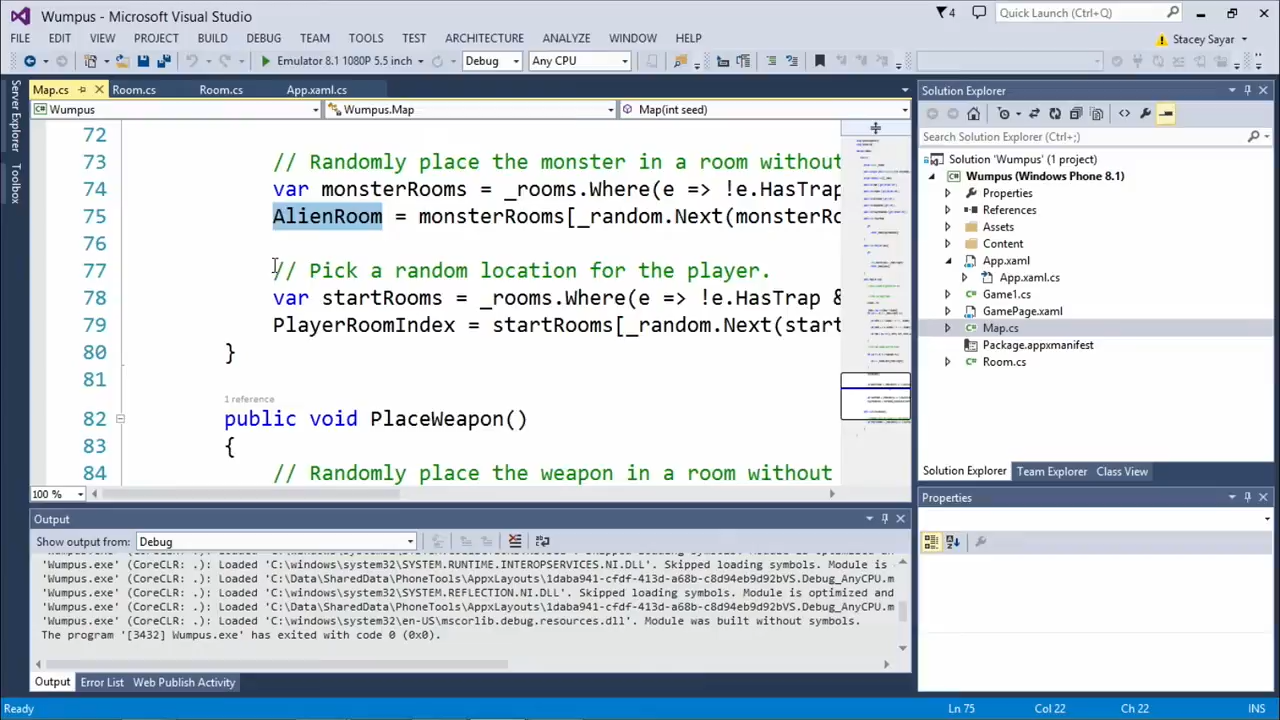 Wumpus - Microsoft Visual Studio
4
Quick Launch (Ctrl+Q)
FILE EDIT VIEW PROJECT BUILD DEBUG TEAM TOOLS TEST ARCHITECTURE ANALYZE WINDOW HELP
Stacey Sayar
Emulator 8.1 1080P 5.5 inch Debug Any CPU
Server Explorer
Toolbox
Map.cs Room.cs Room.cs App.xaml.cs
Wumpus Wumpus.Map Map(int seed)
72
73 // Randomly place the monster in a room without
74 var monsterRooms = _rooms.Where(e => !e.HasTrap
75 AlienRoom = monsterRooms[_random.Next(monsterRo
76
77 // Pick a random location for the player.
78 var startRooms = _rooms.Where(e => !e.HasTrap &
79 PlayerRoomIndex = startRooms[_random.Next(start
80 }
81
1 reference
82 public void PlaceWeapon()
83 {
84 // Randomly place the weapon in a room without
100 %
Output
Show output from: Debug
'Wumpus.exe' (CoreCLR: .): Loaded 'C:\windows\system32\SYSTEM.RUNTIME.INTEROPSERVICES.NI.DLL'. Skipped loading symbols. Module is
'Wumpus.exe' (CoreCLR: .): Loaded 'C:\Data\SharedData\PhoneTools\AppxLayouts\1daba941-cfdf-413d-a68b-c8d94eb9d92bVS.Debug_AnyCPU.m
'Wumpus.exe' (CoreCLR: .): Loaded 'C:\windows\system32\SYSTEM.REFLECTION.NI.DLL'. Skipped loading symbols. Module is optimized and
'Wumpus.exe' (CoreCLR: .): Loaded 'C:\Data\SharedData\PhoneTools\AppxLayouts\1daba941-cfdf-413d-a68b-c8d94eb9d92bVS.Debug_AnyCPU.m
'Wumpus.exe' (CoreCLR: .): Loaded 'C:\windows\system32\en-US\mscorlib.debug.resources.dll'. Module was built without symbols.
The program '[3432] Wumpus.exe' has exited with code 0 (0x0).
Output Error List Web Publish Activity
Solution Explorer
Search Solution Explorer (Ctrl+;)
Solution 'Wumpus' (1 project)
Wumpus (Windows Phone 8.1)
Properties
References
Assets
Content
App.xaml
App.xaml.cs
Game1.cs
GamePage.xaml
Map.cs
Package.appxmanifest
Room.cs
Solution Explorer Team Explorer Class View
Properties
Ready Ln 75 Col 22 Ch 22 INS